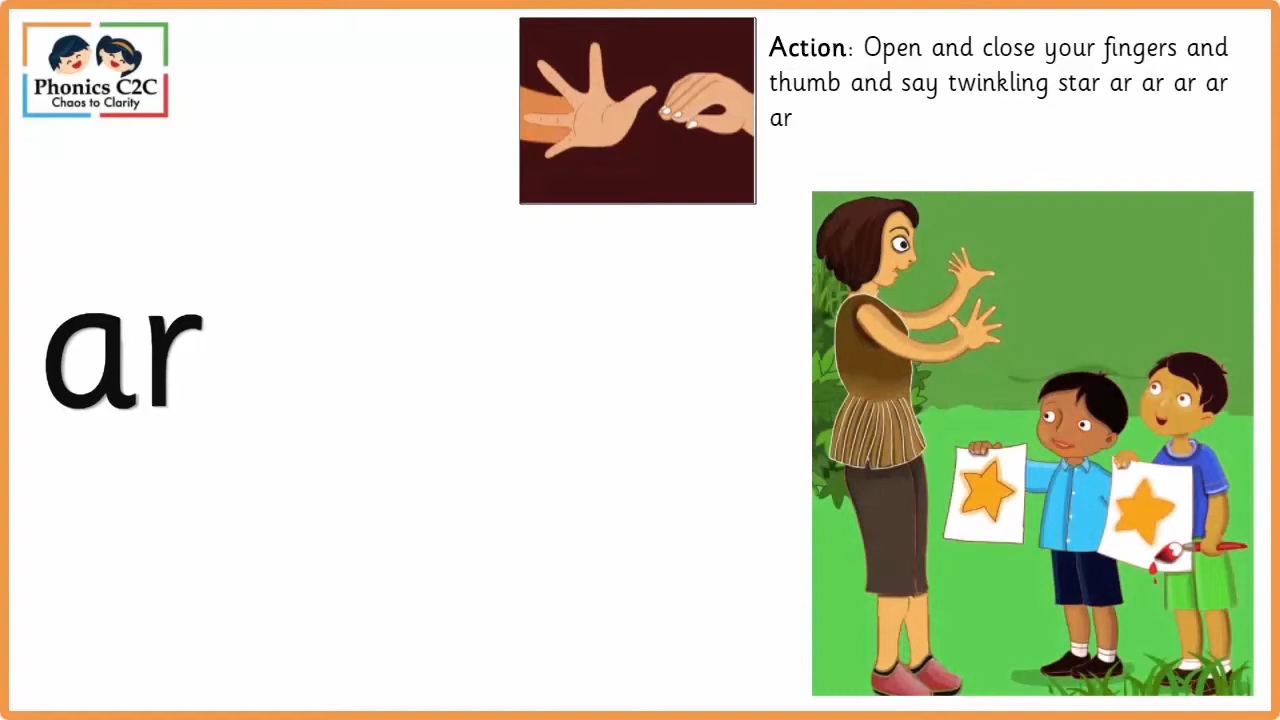 Phonics C2C
Chaos to Clarity
Action: Open and close your fingers and
thumb and say twinkling star ar ar ar ar
ar
ar